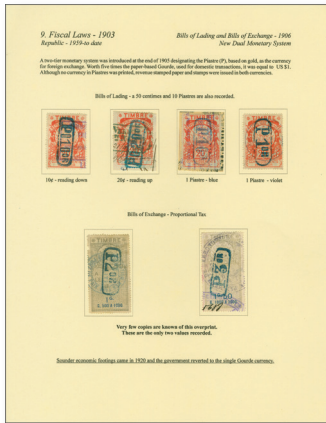 9. Fiscal Laws - 1903
Republic - 1959-to date
Bills of Lading and Bills of Exchange - 1906
New Dual Monetary System
A two-tier monetary system was introduced at the end of 1905 designating the Piastre (P), based on gold, as the currency
for foreign exchange. Worth five times the paper-based Gourde, used for domestic transactions, it was equal to US $1.
Although no currency in Piastres was printed, revenue stamped paper and stamps were issued in both currencies.
Bills of Lading - a 50 centimes and 10 Piastres are also recorded.
TIMBRE
TIMBRE
TIMBRE
TIMBRE
10¢ - reading down
20¢ - reading up
1 Piastre - blue
1 Piastre - violet
Bills of Exchange - Proportional Tax
TIMBRE
Very few copies are known of this overprint.
These are the only two values recorded.
Sounder economic footings came in 1920 and the government reverted to the single Gourde currency.